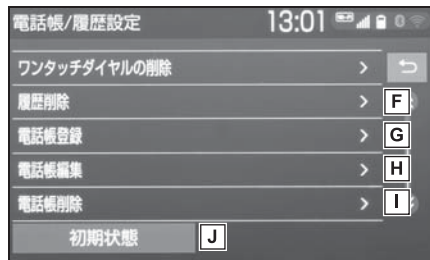 電話帳/履歴設定 13:01
ワンタッチダイヤルの削除 >
履歴削除 > F
電話帳登録 > G
電話帳編集 > H
電話帳削除 > I
初期状態 J